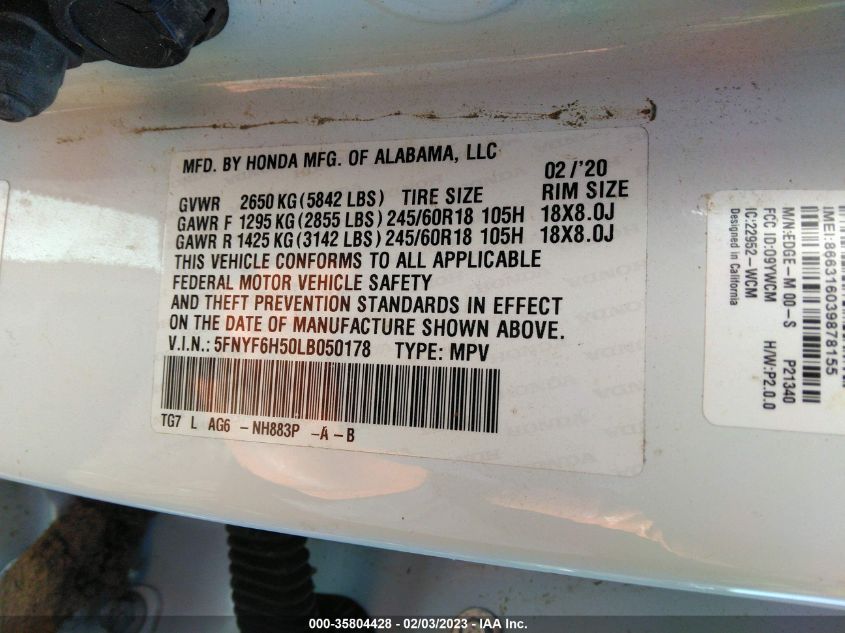 MFD. BY HONDA MFG. OF ALABAMA, LLC 02/'20
GVWR 2650 KG (5842 LBS) TIRE SIZE RIM SIZE
GAWR F 1295 KG (2855 LBS) 245/60R18 105H 18X8.0J
GAWR R 1425 KG (3142 LBS) 245/60R18 105H 18X8.0J
THIS VEHICLE CONFORMS TO ALL APPLICABLE
FEDERAL MOTOR VEHICLE SAFETY
AND THEFT PREVENTION STANDARDS IN EFFECT
ON THE DATE OF MANUFACTURE SHOWN ABOVE.
V.I.N.: 5FNYF6H50LB050178 TYPE: MPV
TG7 L AG6 - NH883P - A - B
IMEI:866316039878155
M/N:EDGE-M 00-S P21340
FCC ID:O9YWCM H/W:P2.0.0
IC:22952-WCM
Designed in California
000-35804428 - 02/03/2023 - IAA Inc.